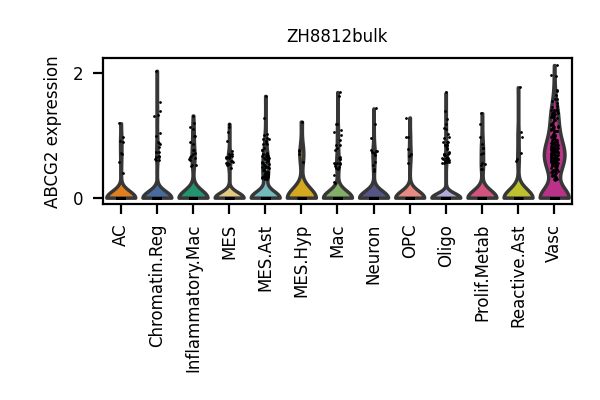 ZH8812bulk
ABCG2 expression
2
0
AC
Chromatin.Reg
Inflammatory.Mac
MES
MES.Ast
MES.Hyp
Mac
Neuron
OPC
Oligo
Prolif.Metab
Reactive.Ast
Vasc